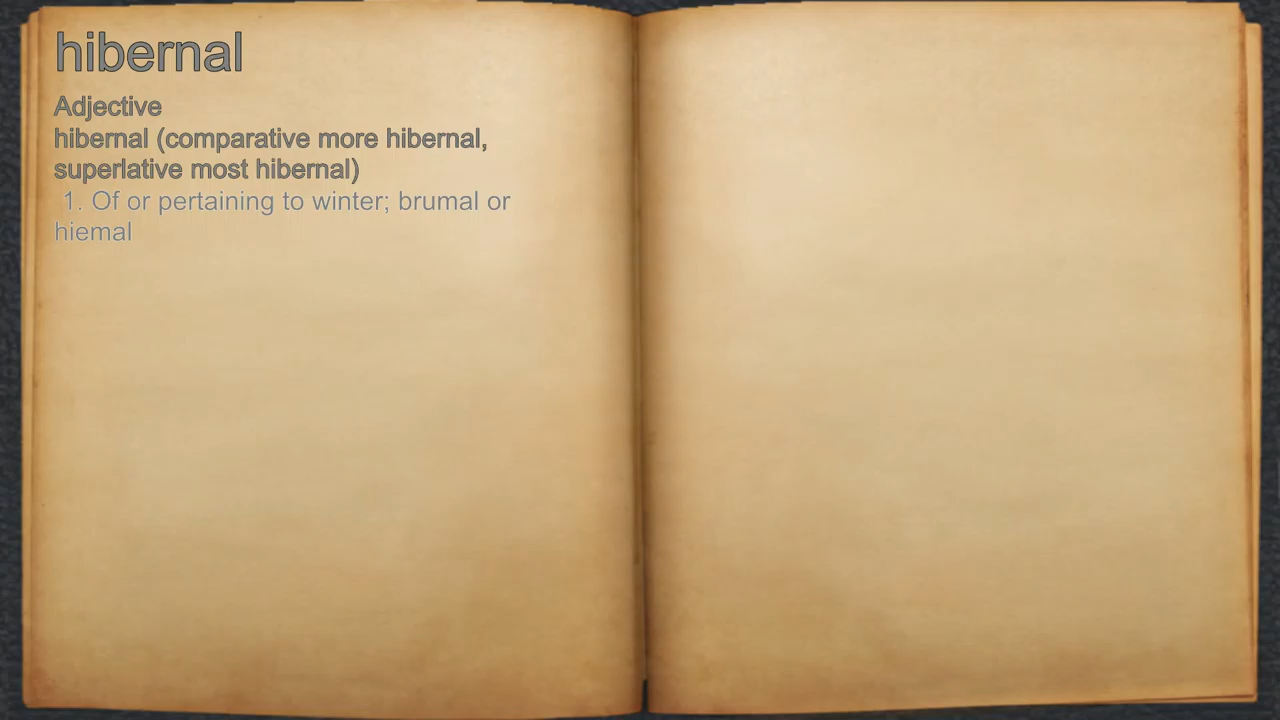 hibernal
Adjective
hibernal (comparative more hibernal,
superlative most hibernal)
1. Of or pertaining to winter; brumal or
hiemal